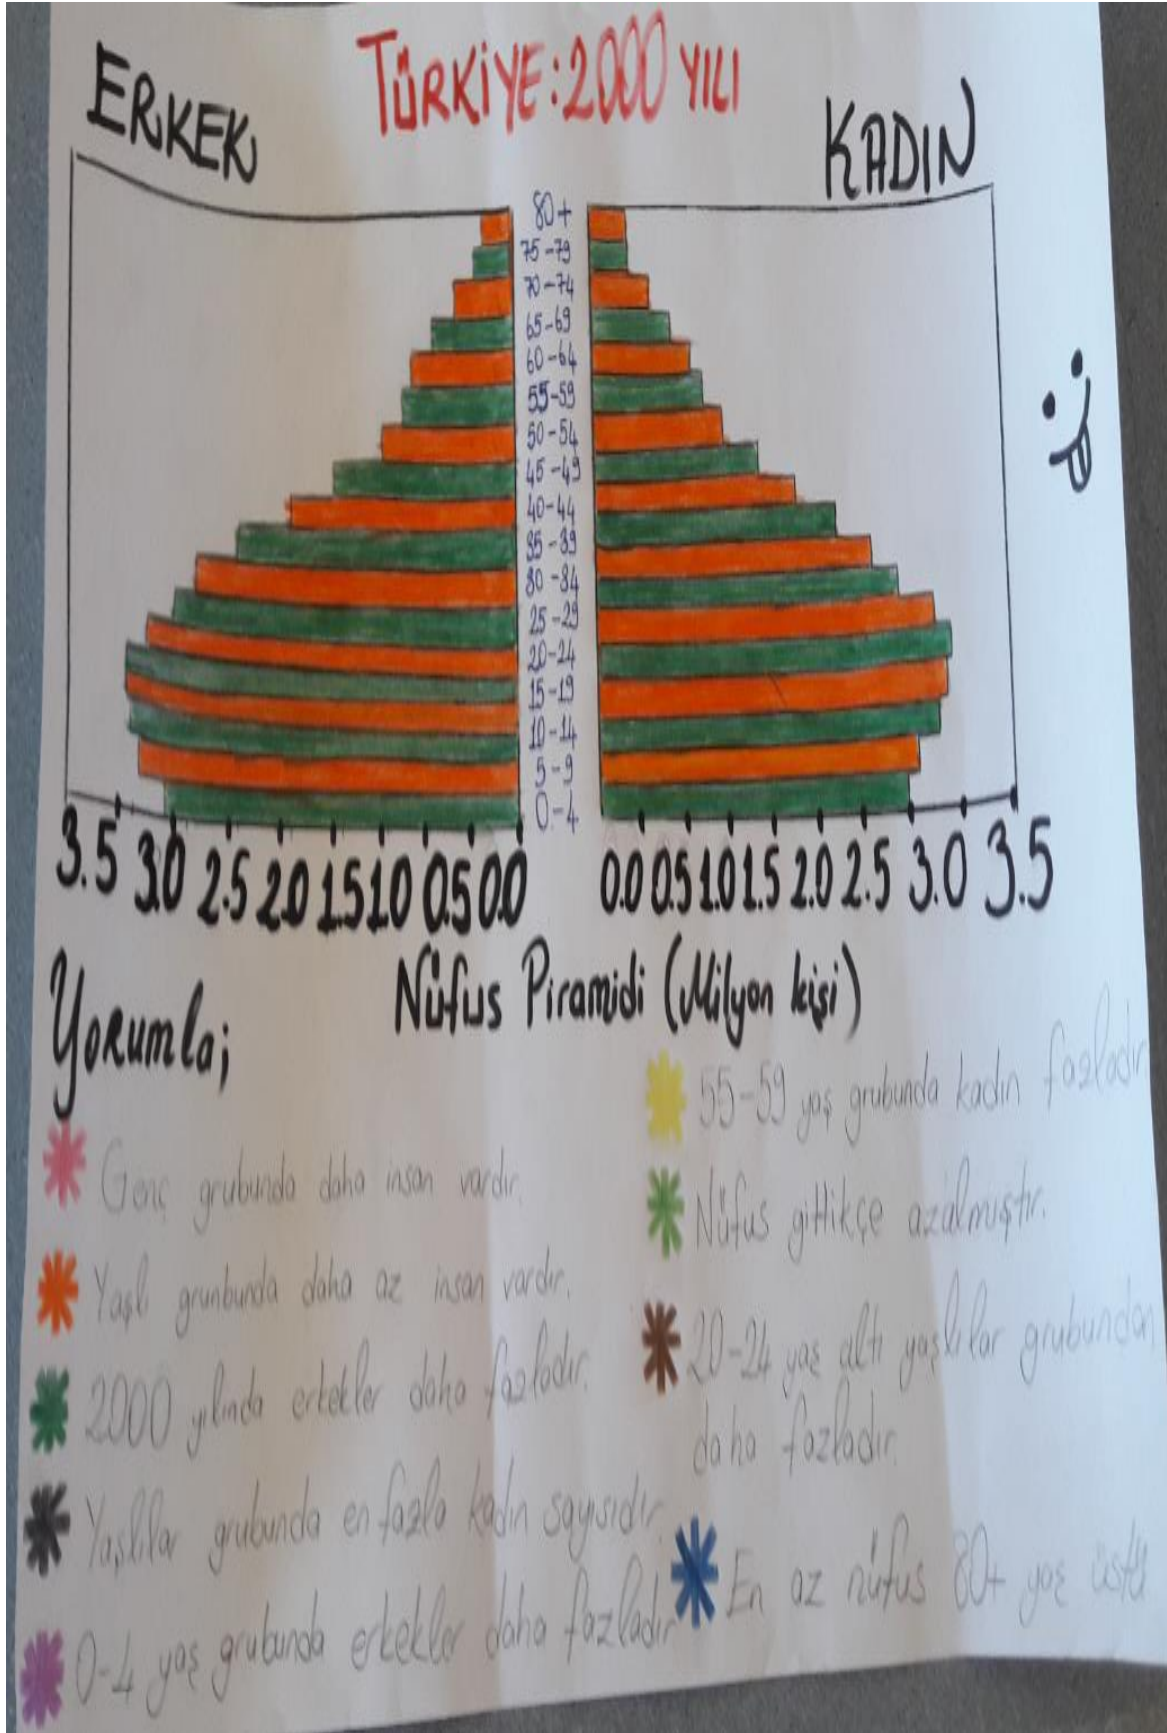 TÜRKİYE: 2000 YILI
ERKEK
KADIN
80+
75-79
70-74
65-69
60-64
55-59
50-54
45-49
40-44
35-39
30-34
25-29
20-24
15-19
10-14
5-9
0-4
3.5 3.0 2.5 2.0 1.5 1.0 0.5 0.0
0.0 0.5 1.0 1.5 2.0 2.5 3.0 3.5
Nüfus Piramidi (Milyon kişi)
Yorumla;
Genç grubunda daha insan vardır.
Yaşlı grunbunda daha az insan vardır.
2000 yılında erkekler daha fazladır.
Yaşlılar grubunda en fazla kadın sayısıdır.
0-4 yaş grubunda erkekler daha fazladır
55-59 yaş grubunda kadın fazladır.
Nüfus gittikçe azalmıştır.
20-24 yaş altı yaşlılar grubundan
daha fazladır.
En az nüfus 80+ yaş üstü